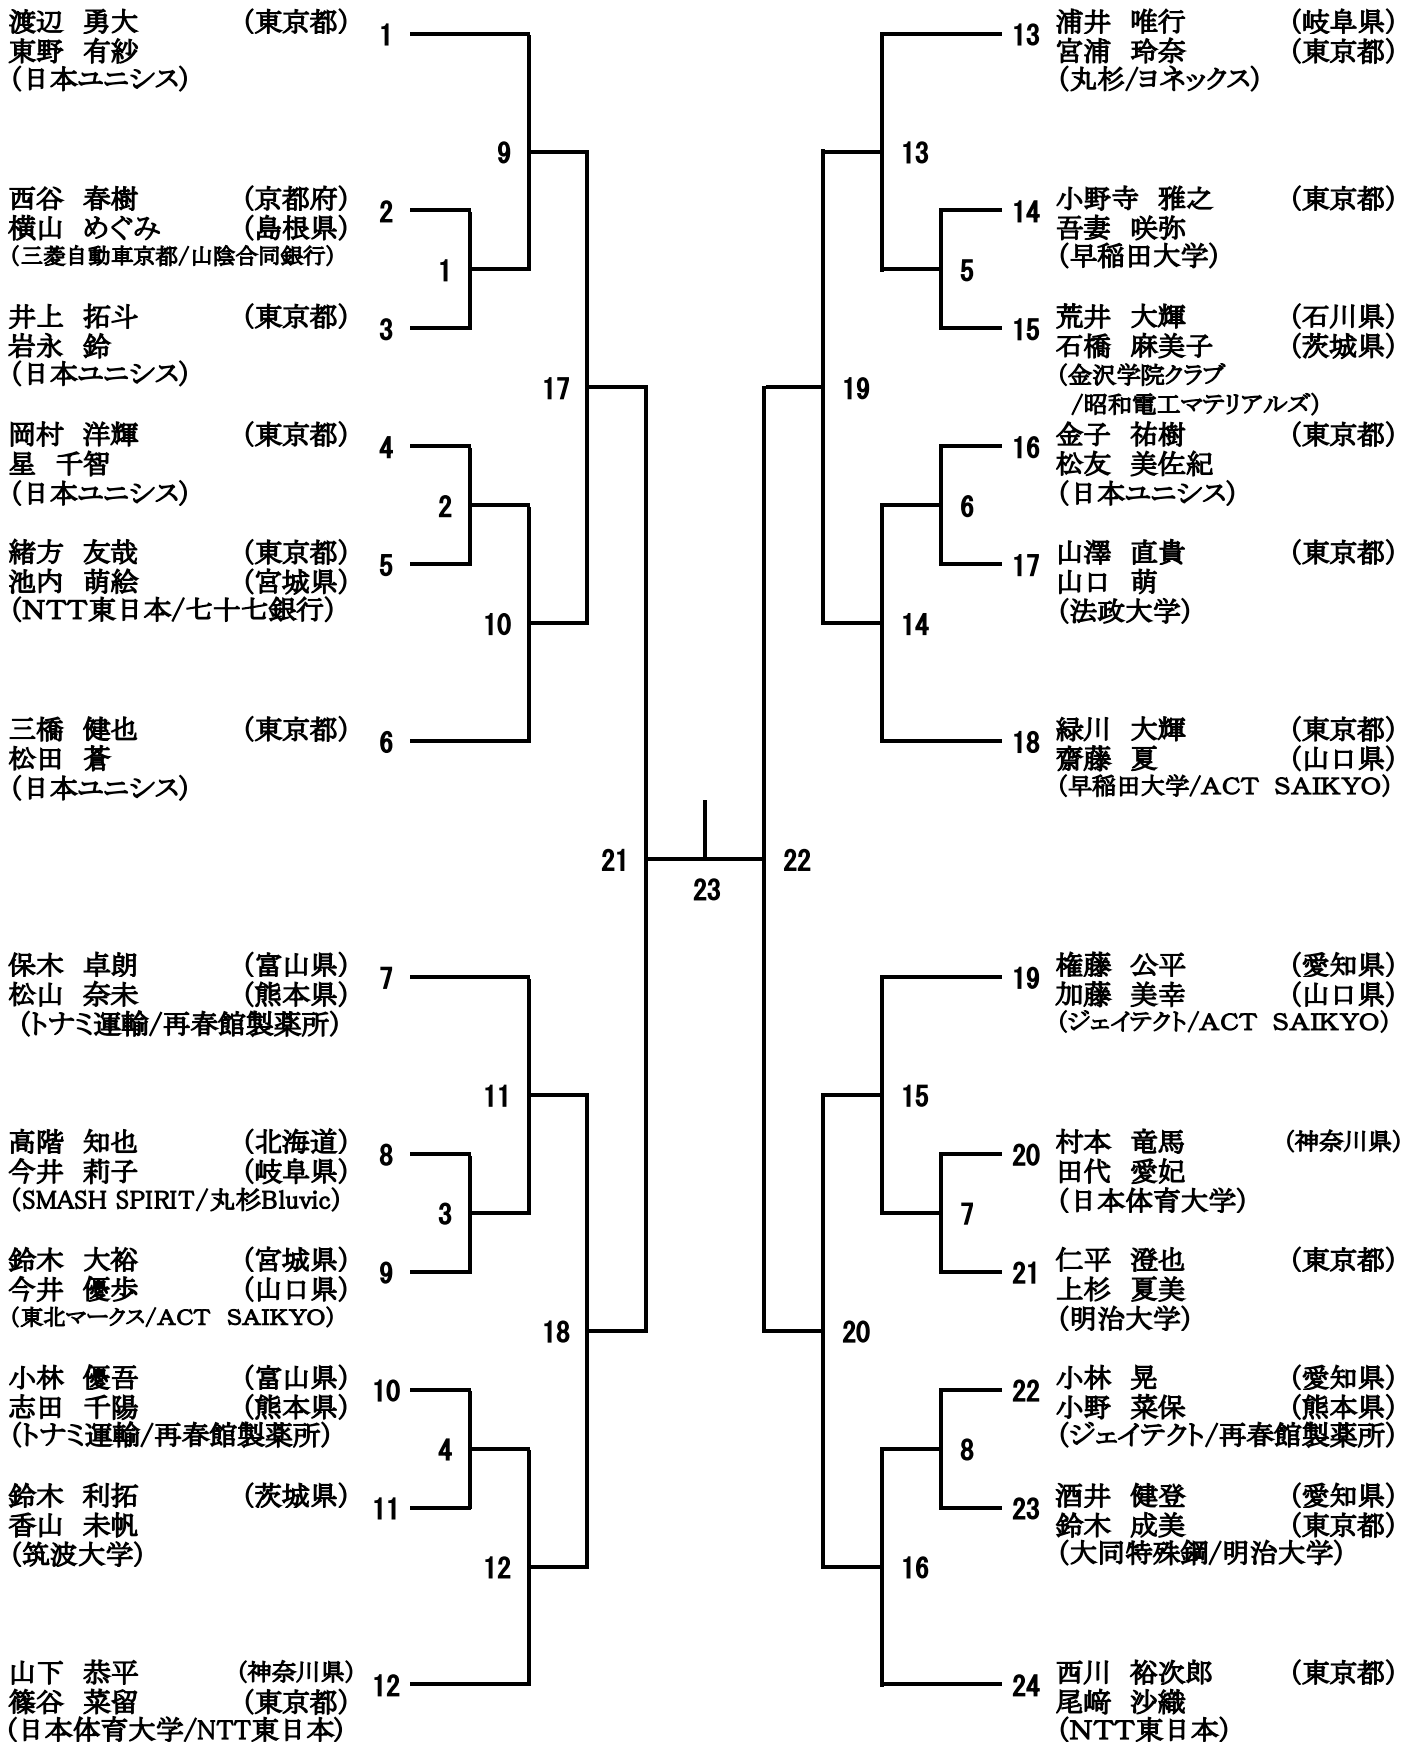 渡辺 勇大 (東京都) 1
東野 有紗
(日本ユニシス)
9
西谷 春樹 (京都府) 2
横山 めぐみ (島根県)
(三菱自動車京都/山陰合同銀行)
1
井上 拓斗 (東京都) 3
岩永 鈴
(日本ユニシス)
17
岡村 洋輝 (東京都) 4
星 千智
(日本ユニシス)
2
緒方 友哉 (東京都) 5
池内 萌絵 (宮城県)
(NTT東日本/七十七銀行)
10
三橋 健也 (東京都) 6
松田 蒼
(日本ユニシス)
21
23
保木 卓朗 (富山県) 7
松山 奈未 (熊本県)
(トナミ運輸/再春館製薬所)
11
高階 知也 (北海道) 8
今井 莉子 (岐阜県)
(SMASH SPIRIT/丸杉Bluvic)
3
鈴木 大裕 (宮城県) 9
今井 優歩 (山口県)
(東北マークス/ACT SAIKYO)
18
小林 優吾 (富山県) 10
志田 千陽 (熊本県)
(トナミ運輸/再春館製薬所)
4
鈴木 利拓 (茨城県) 11
香山 未帆
(筑波大学)
12
山下 恭平 (神奈川県) 12
篠谷 菜留 (東京都)
(日本体育大学/NTT東日本)
13 浦井 唯行 (岐阜県)
宮浦 玲奈 (東京都)
(丸杉/ヨネックス)
13
14 小野寺 雅之 (東京都)
吾妻 咲弥
(早稲田大学)
5
15 荒井 大輝 (石川県)
石橋 麻美子 (茨城県)
(金沢学院クラブ
/昭和電工マテリアルズ)
19
16 金子 祐樹 (東京都)
松友 美佐紀
(日本ユニシス)
6
17 山澤 直貴 (東京都)
山口 萌
(法政大学)
14
18 緑川 大輝 (東京都)
齋藤 夏 (山口県)
(早稲田大学/ACT SAIKYO)
22
19 権藤 公平 (愛知県)
加藤 美幸 (山口県)
(ジェイテクト/ACT SAIKYO)
15
20 村本 竜馬 (神奈川県)
田代 愛妃
(日本体育大学)
7
21 仁平 澄也 (東京都)
上杉 夏美
(明治大学)
20
22 小林 晃 (愛知県)
小野 菜保 (熊本県)
(ジェイテクト/再春館製薬所)
8
23 酒井 健登 (愛知県)
鈴木 成美 (東京都)
(大同特殊鋼/明治大学)
16
24 西川 裕次郎 (東京都)
尾﨑 沙織
(NTT東日本)